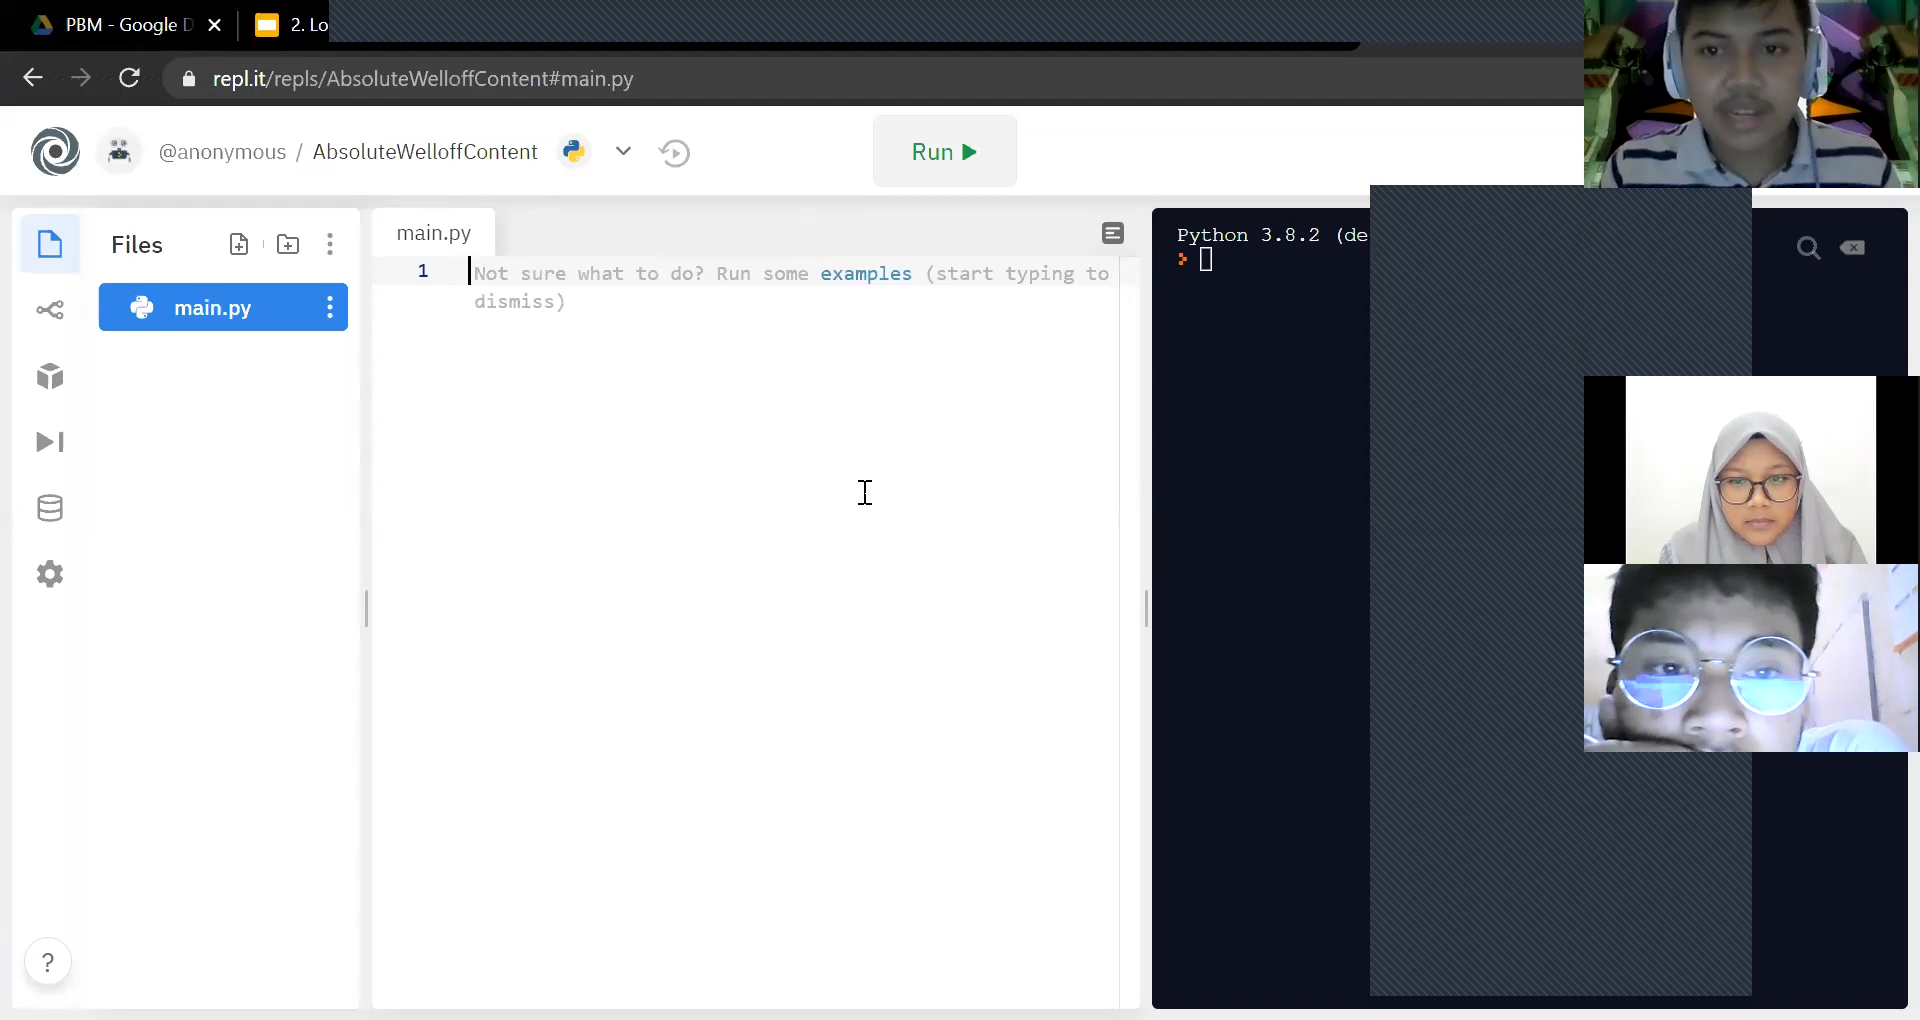 PBM - Google D
2. Lo
repl.it/repls/AbsoluteWelloffContent#main.py
@anonymous / AbsoluteWelloffContent
Run
Files
main.py
main.py
1
Not sure what to do? Run some examples (start typing to
dismiss)
Python 3.8.2 (de
?